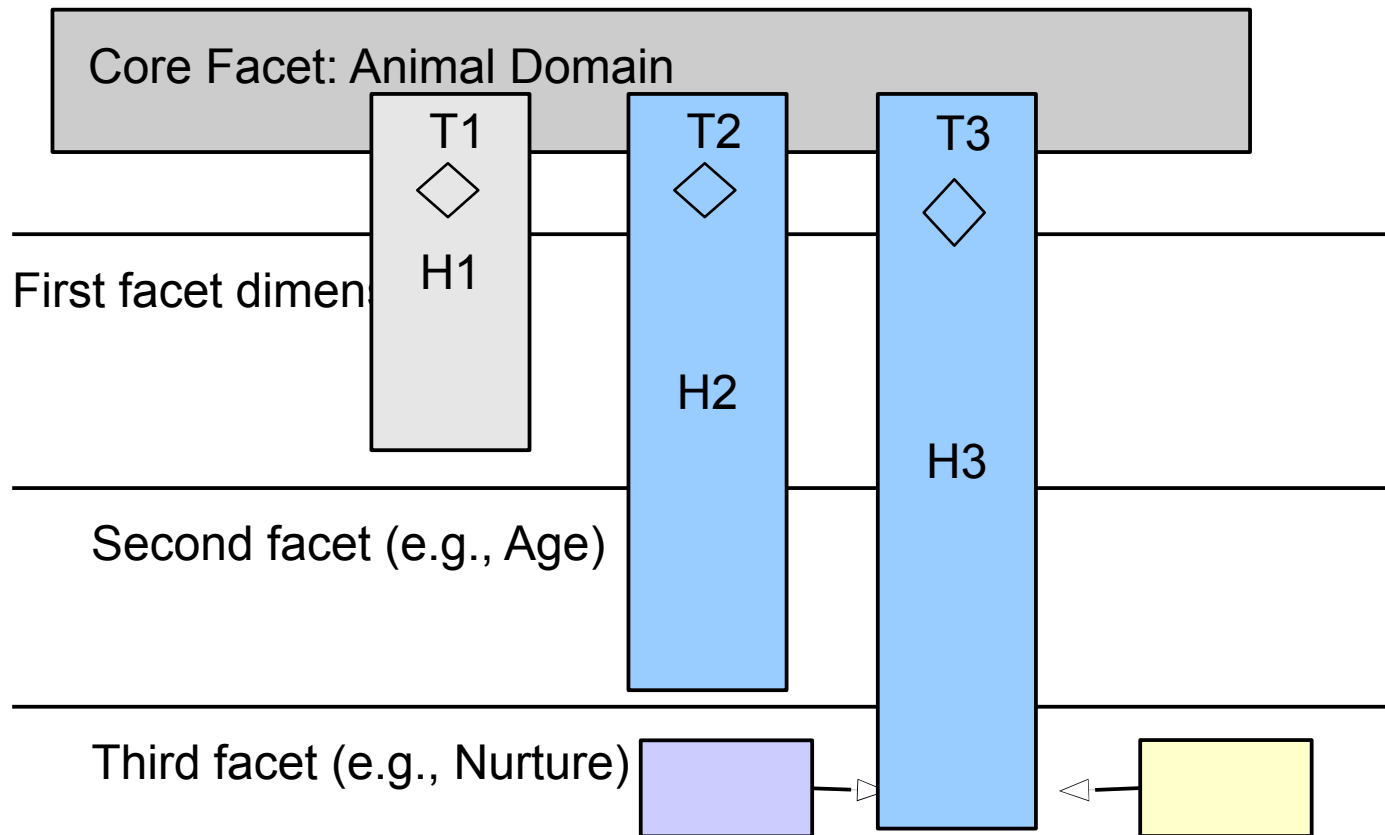 Core Facet: Animal Domain
T1 T2 T3
H1
First facet dimens
H2
H3
Second facet (e.g., Age)
Third facet (e.g., Nurture)